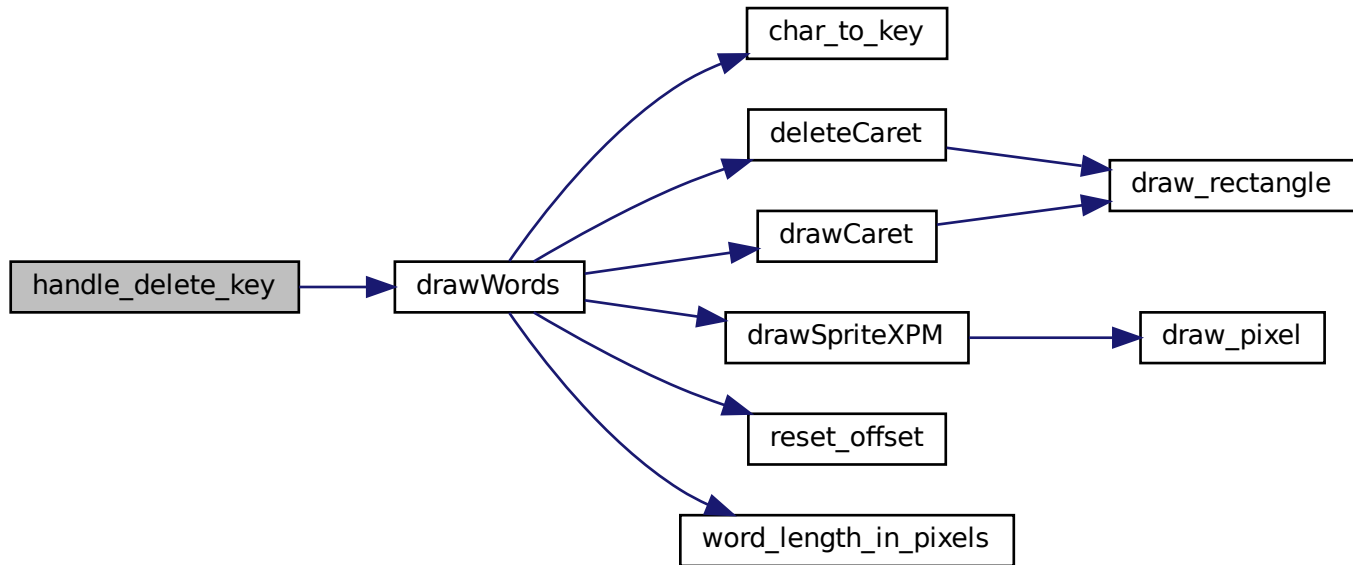 char_to_key
deleteCaret
draw_rectangle
drawCaret
handle_delete_key
drawWords
drawSpriteXPM
draw_pixel
reset_offset
word_length_in_pixels